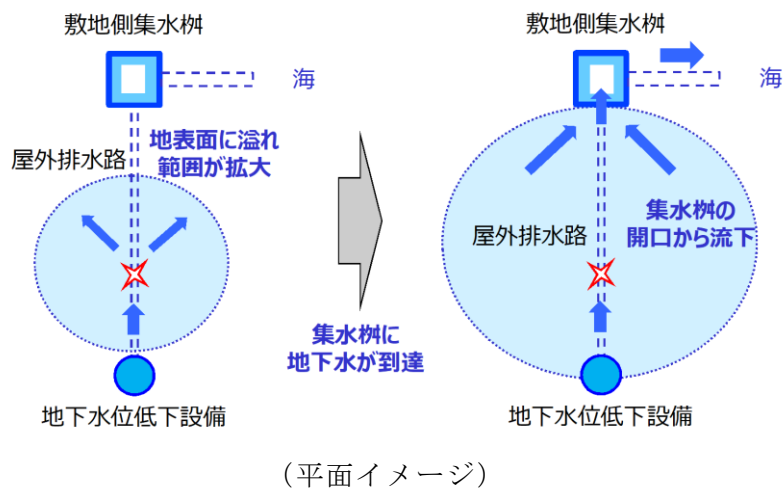 敷地側集水桝
海
地表面に溢れ
範囲が拡大
屋外排水路
地下水位低下設備
集水桝に
地下水が到達
敷地側集水桝
海
集水桝の
開口から流下
屋外排水路
地下水位低下設備
（平面イメージ）